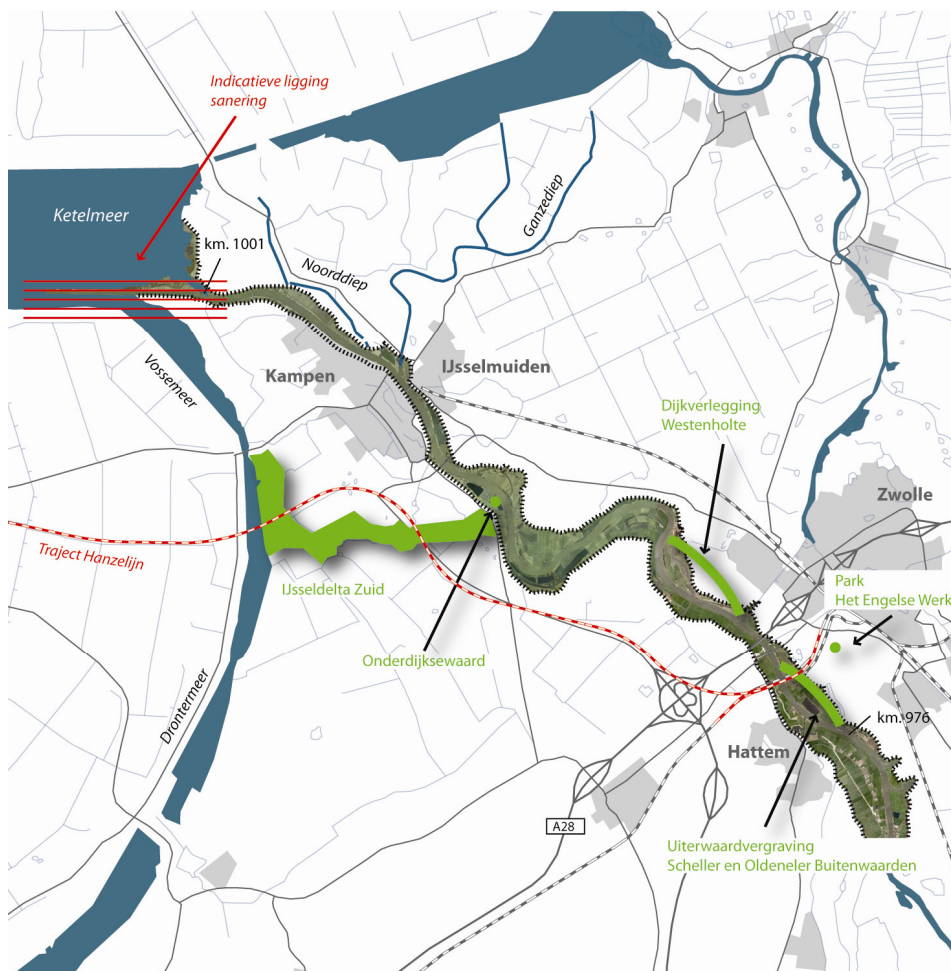 Indicatieve ligging
sanering
Ketelmeer
km. 1001
Noorddiep
Ganzediep
Vossemeer
Kampen
IJsselmuiden
Dijkverlegging
Westenholte
Zwolle
Traject Hanzelijn
IJsseldelta Zuid
Park
Het Engelse Werk
Onderdijksewaard
Drontermeer
km. 976
Hattem
A28
Uiterwaardvergraving
Scheller en Oldeneler Buitenwaarden